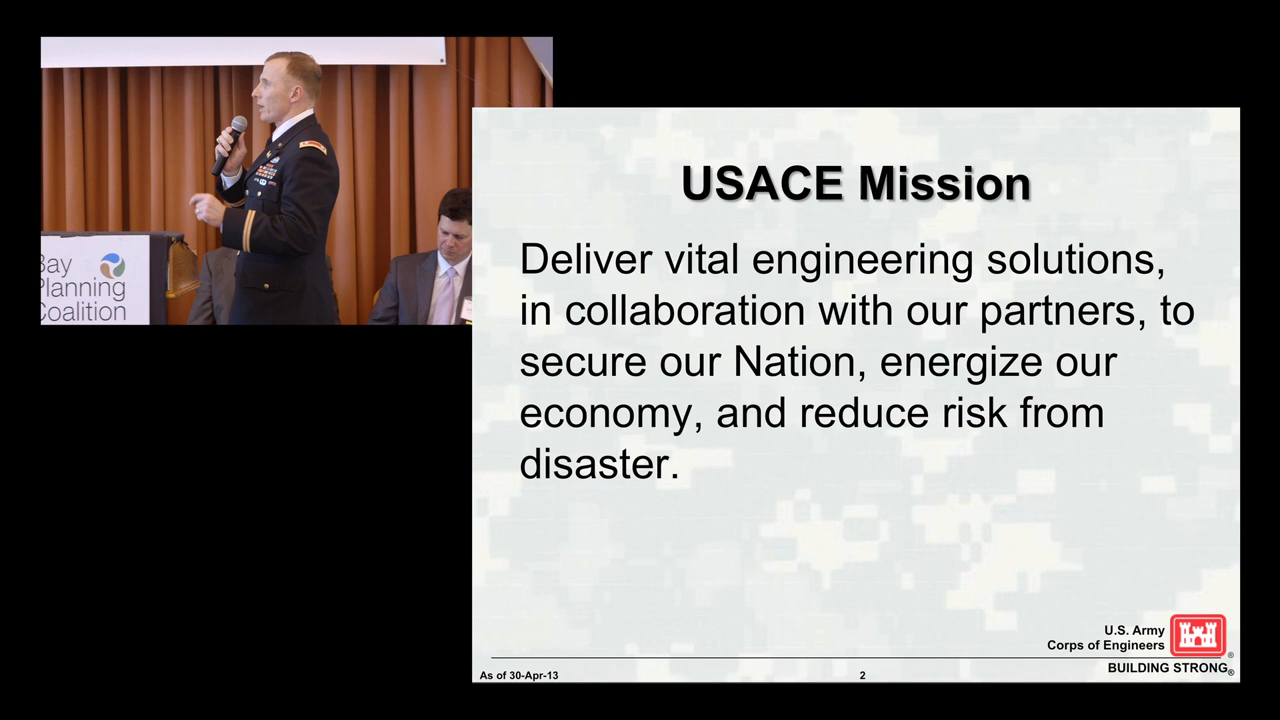 Bay
Planning
Coalition
USACE Mission
Deliver vital engineering solutions,
in collaboration with our partners, to
secure our Nation, energize our
economy, and reduce risk from
disaster.
U.S. Army
Corps of Engineers
®
BUILDING STRONG®
As of 30-Apr-13
2